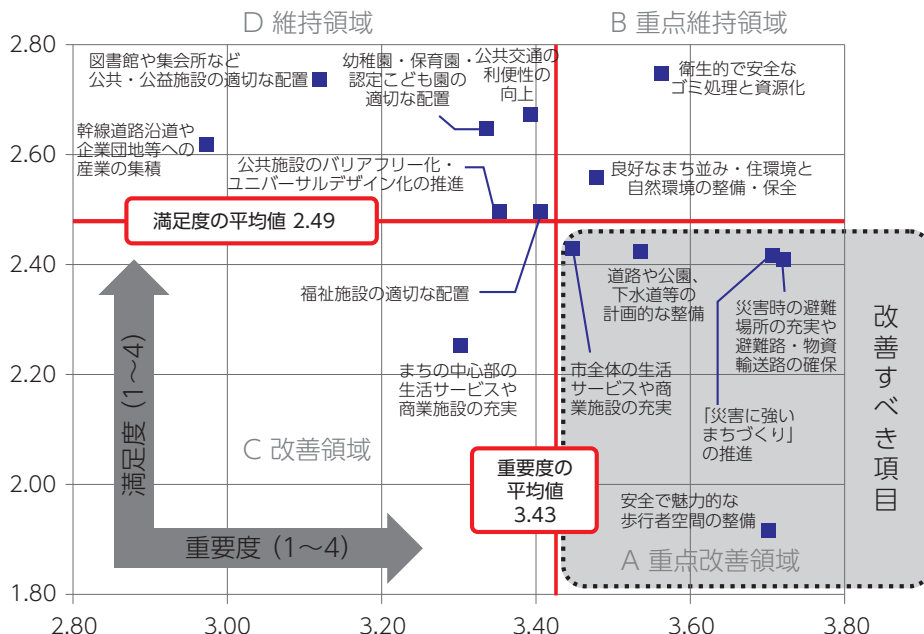 D 維持領域
B 重点維持領域
2.80
2.60
2.40
2.20
2.00
1.80
2.80
3.00
3.20
3.40
3.60
3.80
図書館や集会所など
公共・公益施設の適切な配置
幼稚園・保育園・
認定こども園の
適切な配置
公共交通の
利便性の
向上
衛生的で安全な
ゴミ処理と資源化
幹線道路沿道や
企業団地等への
産業の集積
公共施設のバリアフリー化・
ユニバーサルデザイン化の推進
良好なまち並み・住環境と
自然環境の整備・保全
満足度の平均値 2.49
福祉施設の適切な配置
道路や公園、
下水道等の
計画的な整備
災害時の避難
場所の充実や
避難路・物資
輸送路の確保
まちの中心部の
生活サービスや
商業施設の充実
市全体の生活
サービスや商
業施設の充実
「災害に強い
まちづくり」
の推進
改善すべき項目
満足度（1～4）
C 改善領域
重要度の
平均値
3.43
安全で魅力的な
歩行者空間の整備
重要度（1～4）
A 重点改善領域